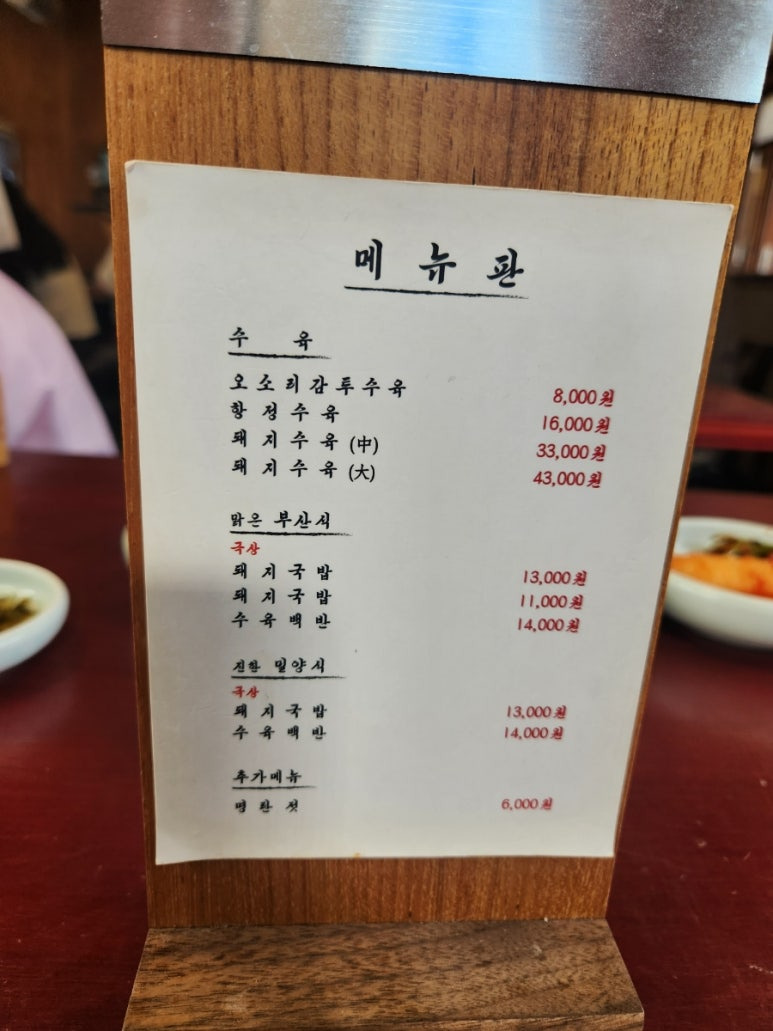 메뉴판
수육
오소리감투수육 8,000원
항정수육 16,000원
돼지수육 (中) 33,000원
돼지수육 (大) 43,000원
맑은 부산식
극상
돼지국밥 13,000원
돼지국밥 11,000원
수육백반 14,000원
진한 밀양식
극상
돼지국밥 13,000원
수육백반 14,000원
추가메뉴
명란젓 6,000원